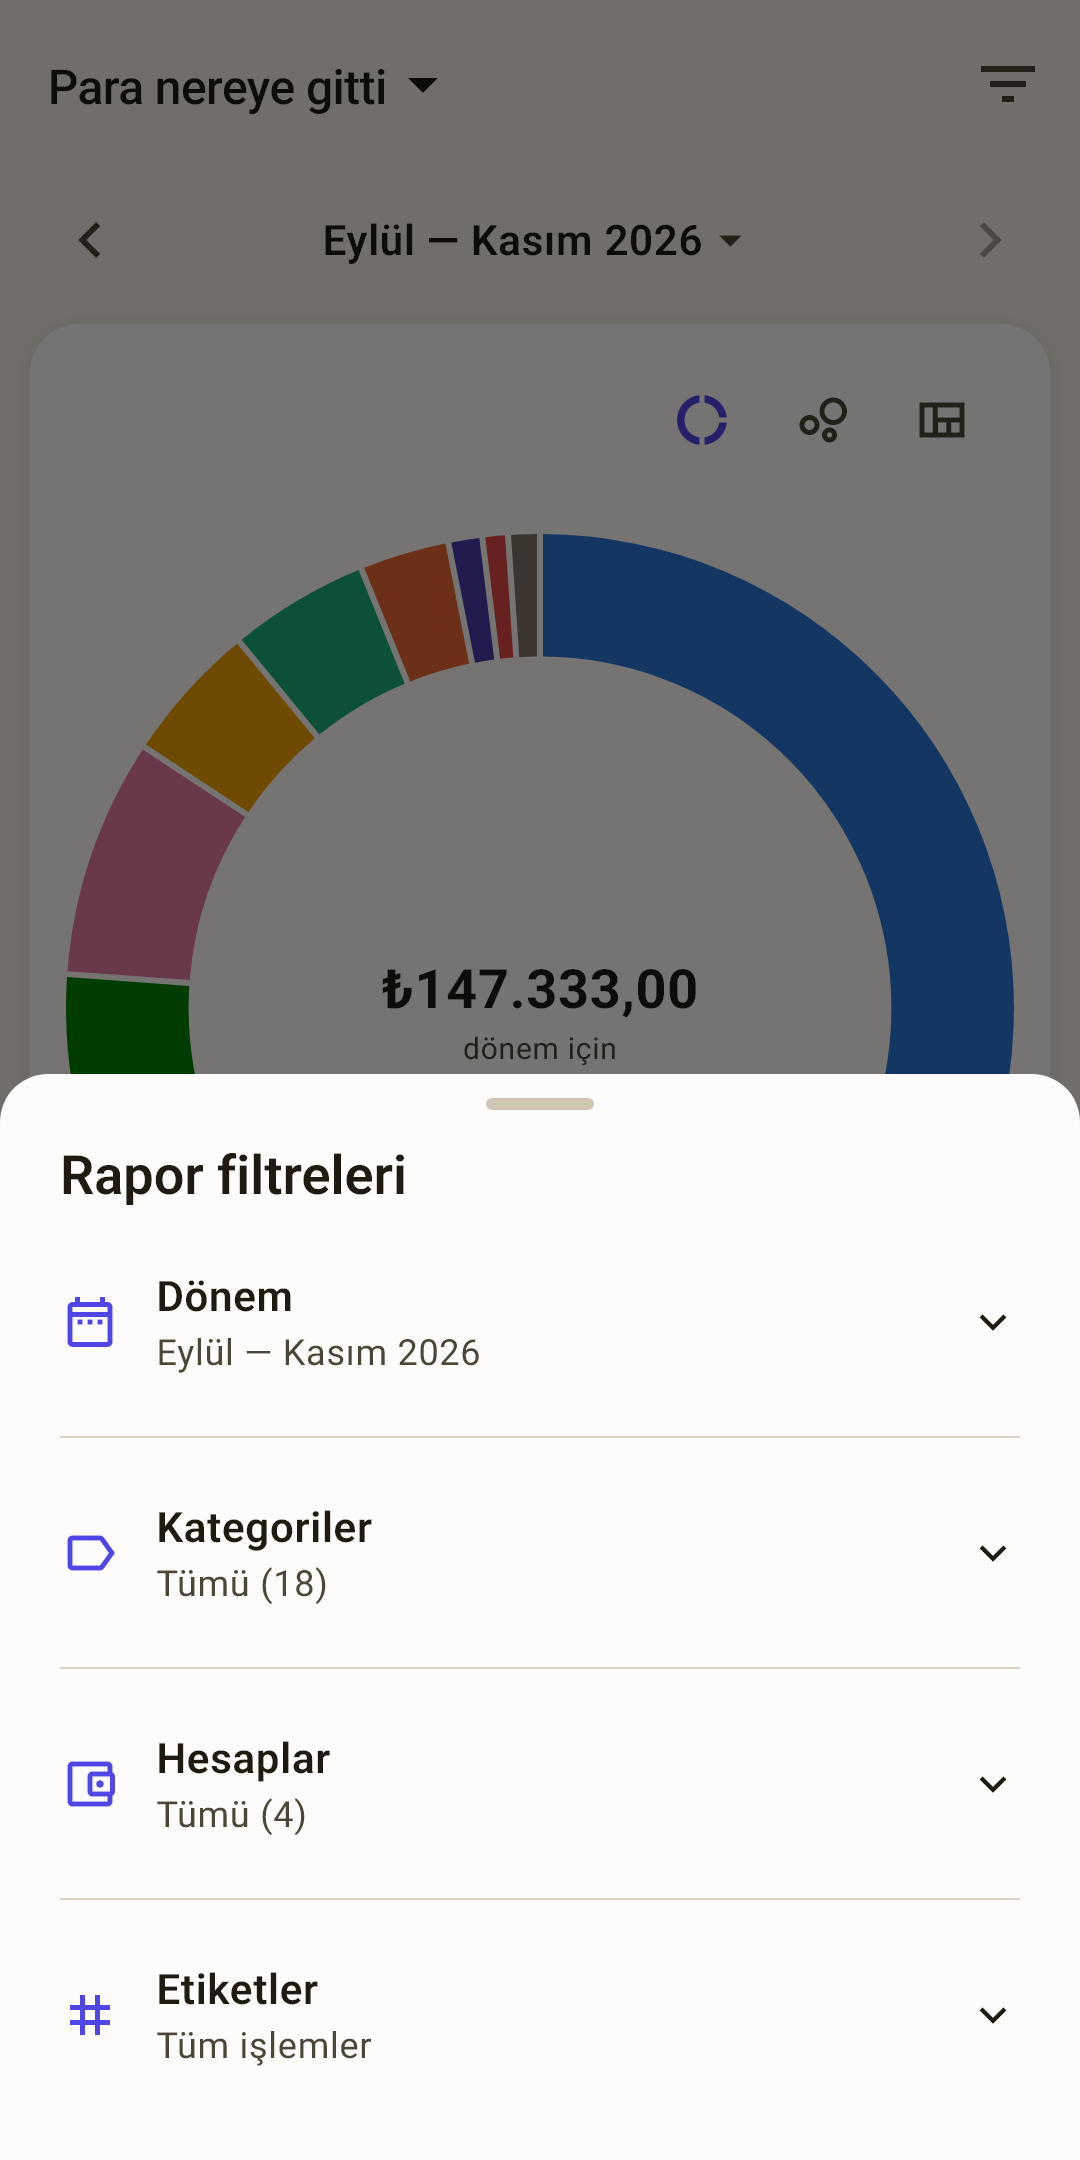 Para nereye gitti
Eylül – Kasım 2026
₺147.333,00
dönem için
Rapor filtreleri
Dönem
Eylül – Kasım 2026
Kategoriler
Tümü (18)
Hesaplar
Tümü (4)
Etiketler
Tüm işlemler